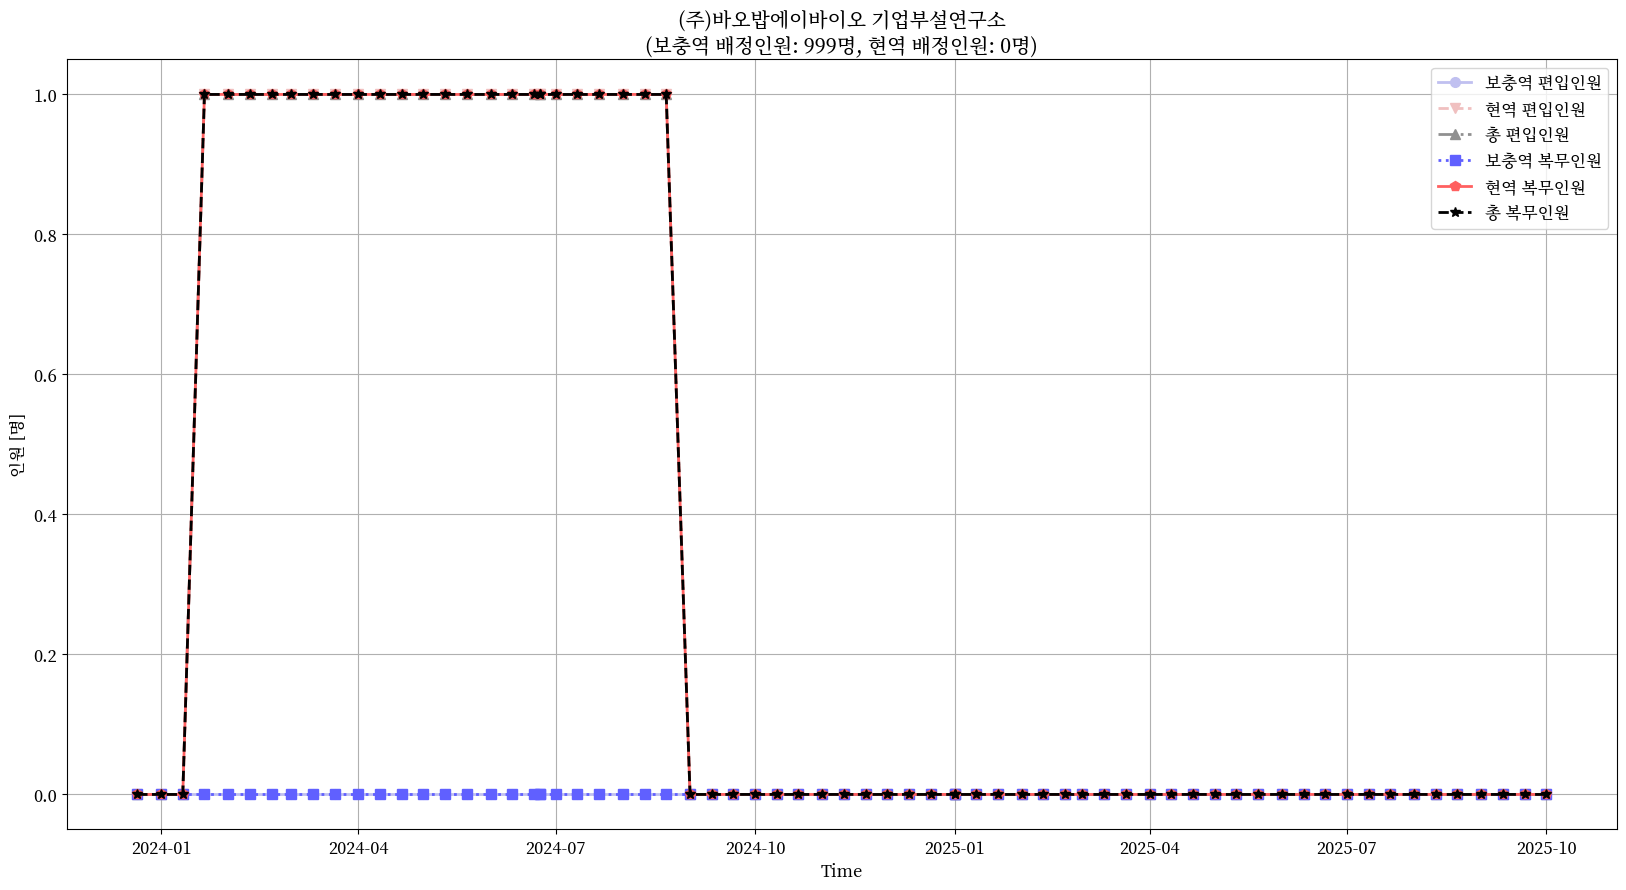 (주)바오밥에이바이오 기업부설연구소
(보충역 배정인원: 999명, 현역 배정인원: 0명)
보충역 편입인원
현역 편입인원
총 편입인원
보충역 복무인원
현역 복무인원
총 복무인원
인원 [명]
1.0
0.8
0.6
0.4
0.2
0.0
2024-01
2024-04
2024-07
2024-10
2025-01
2025-04
2025-07
2025-10
Time